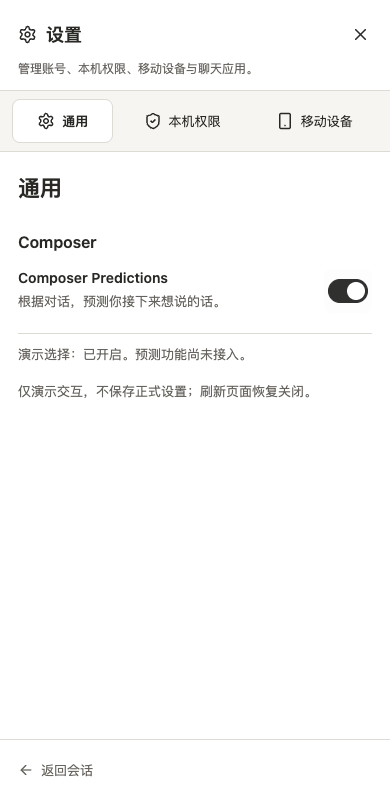 设置
管理账号、本机权限、移动设备与聊天应用。
通用
本机权限
移动设备
通用
Composer
Composer Predictions
根据对话，预测你接下来想说的话。
演示选择：已开启。预测功能尚未接入。
仅演示交互，不保存正式设置；刷新页面恢复关闭。
返回会话